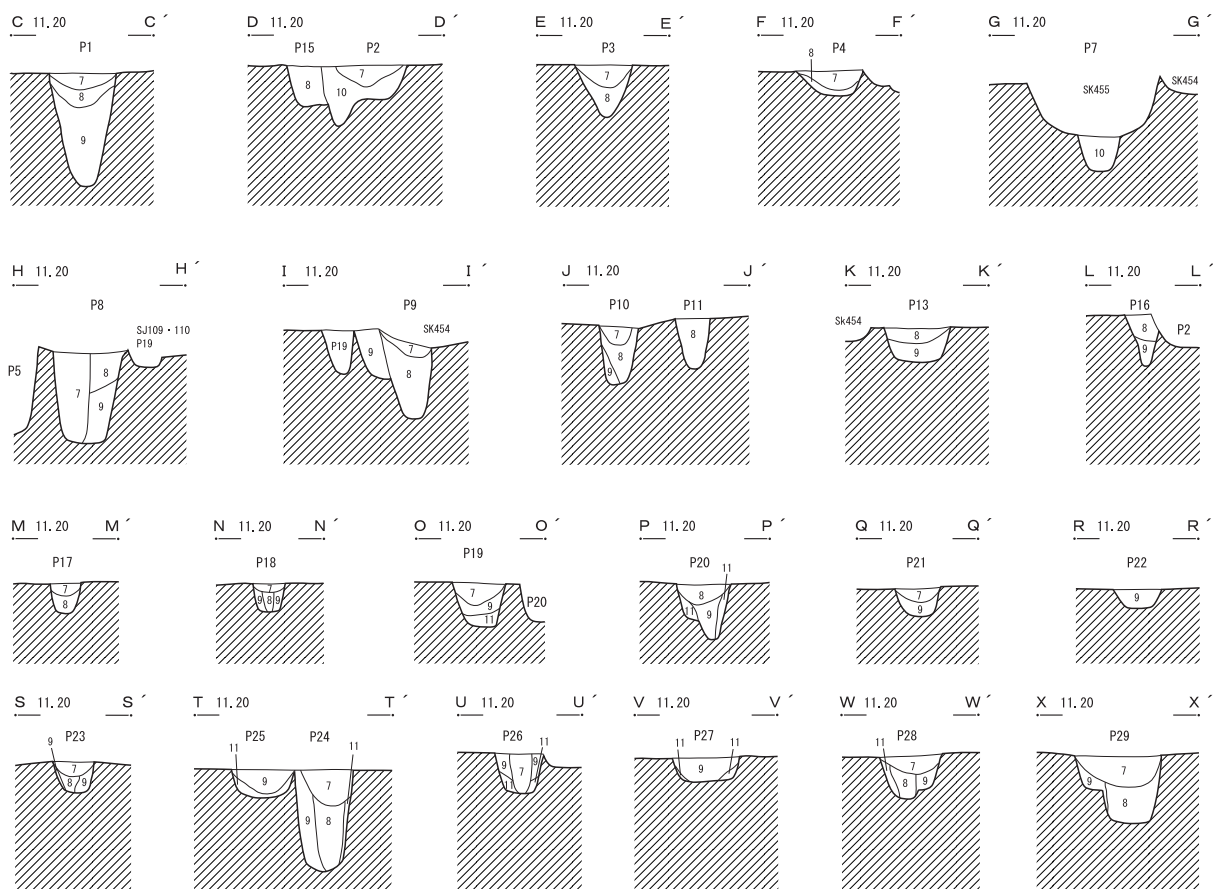 C 11.20 C´
P1
7
8
9
D 11.20 D´
P15 P2
8 10 7
E 11.20 E´
P3
7
8
F 11.20 F´
P4
8 7
G 11.20 G´
P7
SK455 SK454
10
H 11.20 H´
P8
SJ109・110
P19
P5
7 8
9
I 11.20 I´
P9
SK454
P19 9 7
8
J 11.20 J´
P10 P11
7
8 8
9
K 11.20 K´
P13
Sk454
8
9
L 11.20 L´
P16
P2
8
9
M 11.20 M´
P17
7
8
N 11.20 N´
P18
7
9 8 9
O 11.20 O´
P19
7
9
11
P20
P 11.20 P´
P20 11
8
11 9
Q 11.20 Q´
P21
7
9
R 11.20 R´
P22
9
S 11.20 S´
P23
9
7
8 9
T 11.20 T´
P25 P24
11 11
9 7
9 8
U 11.20 U´
P26
11
9 7 9
11
V 11.20 V´
P27
11 11
9
W 11.20 W´
P28
11
7
8 9
X 11.20 X´
P29
7
9
8